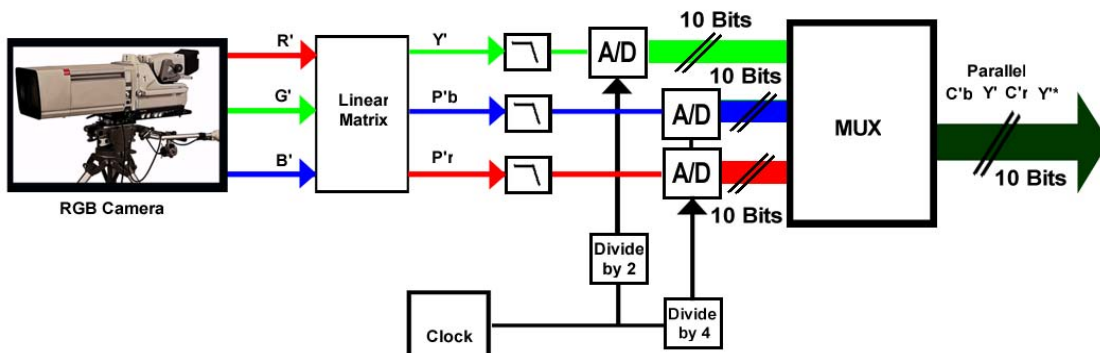 10 Bits
R' Y' A/D
10 Bits
Parallel
C'b Y' C'r Y'*
G' Linear
Matrix P'b A/D MUX
B' P'r A/D
10 Bits
10 Bits
RGB Camera
Divide
by 2
Clock
Divide
by 4